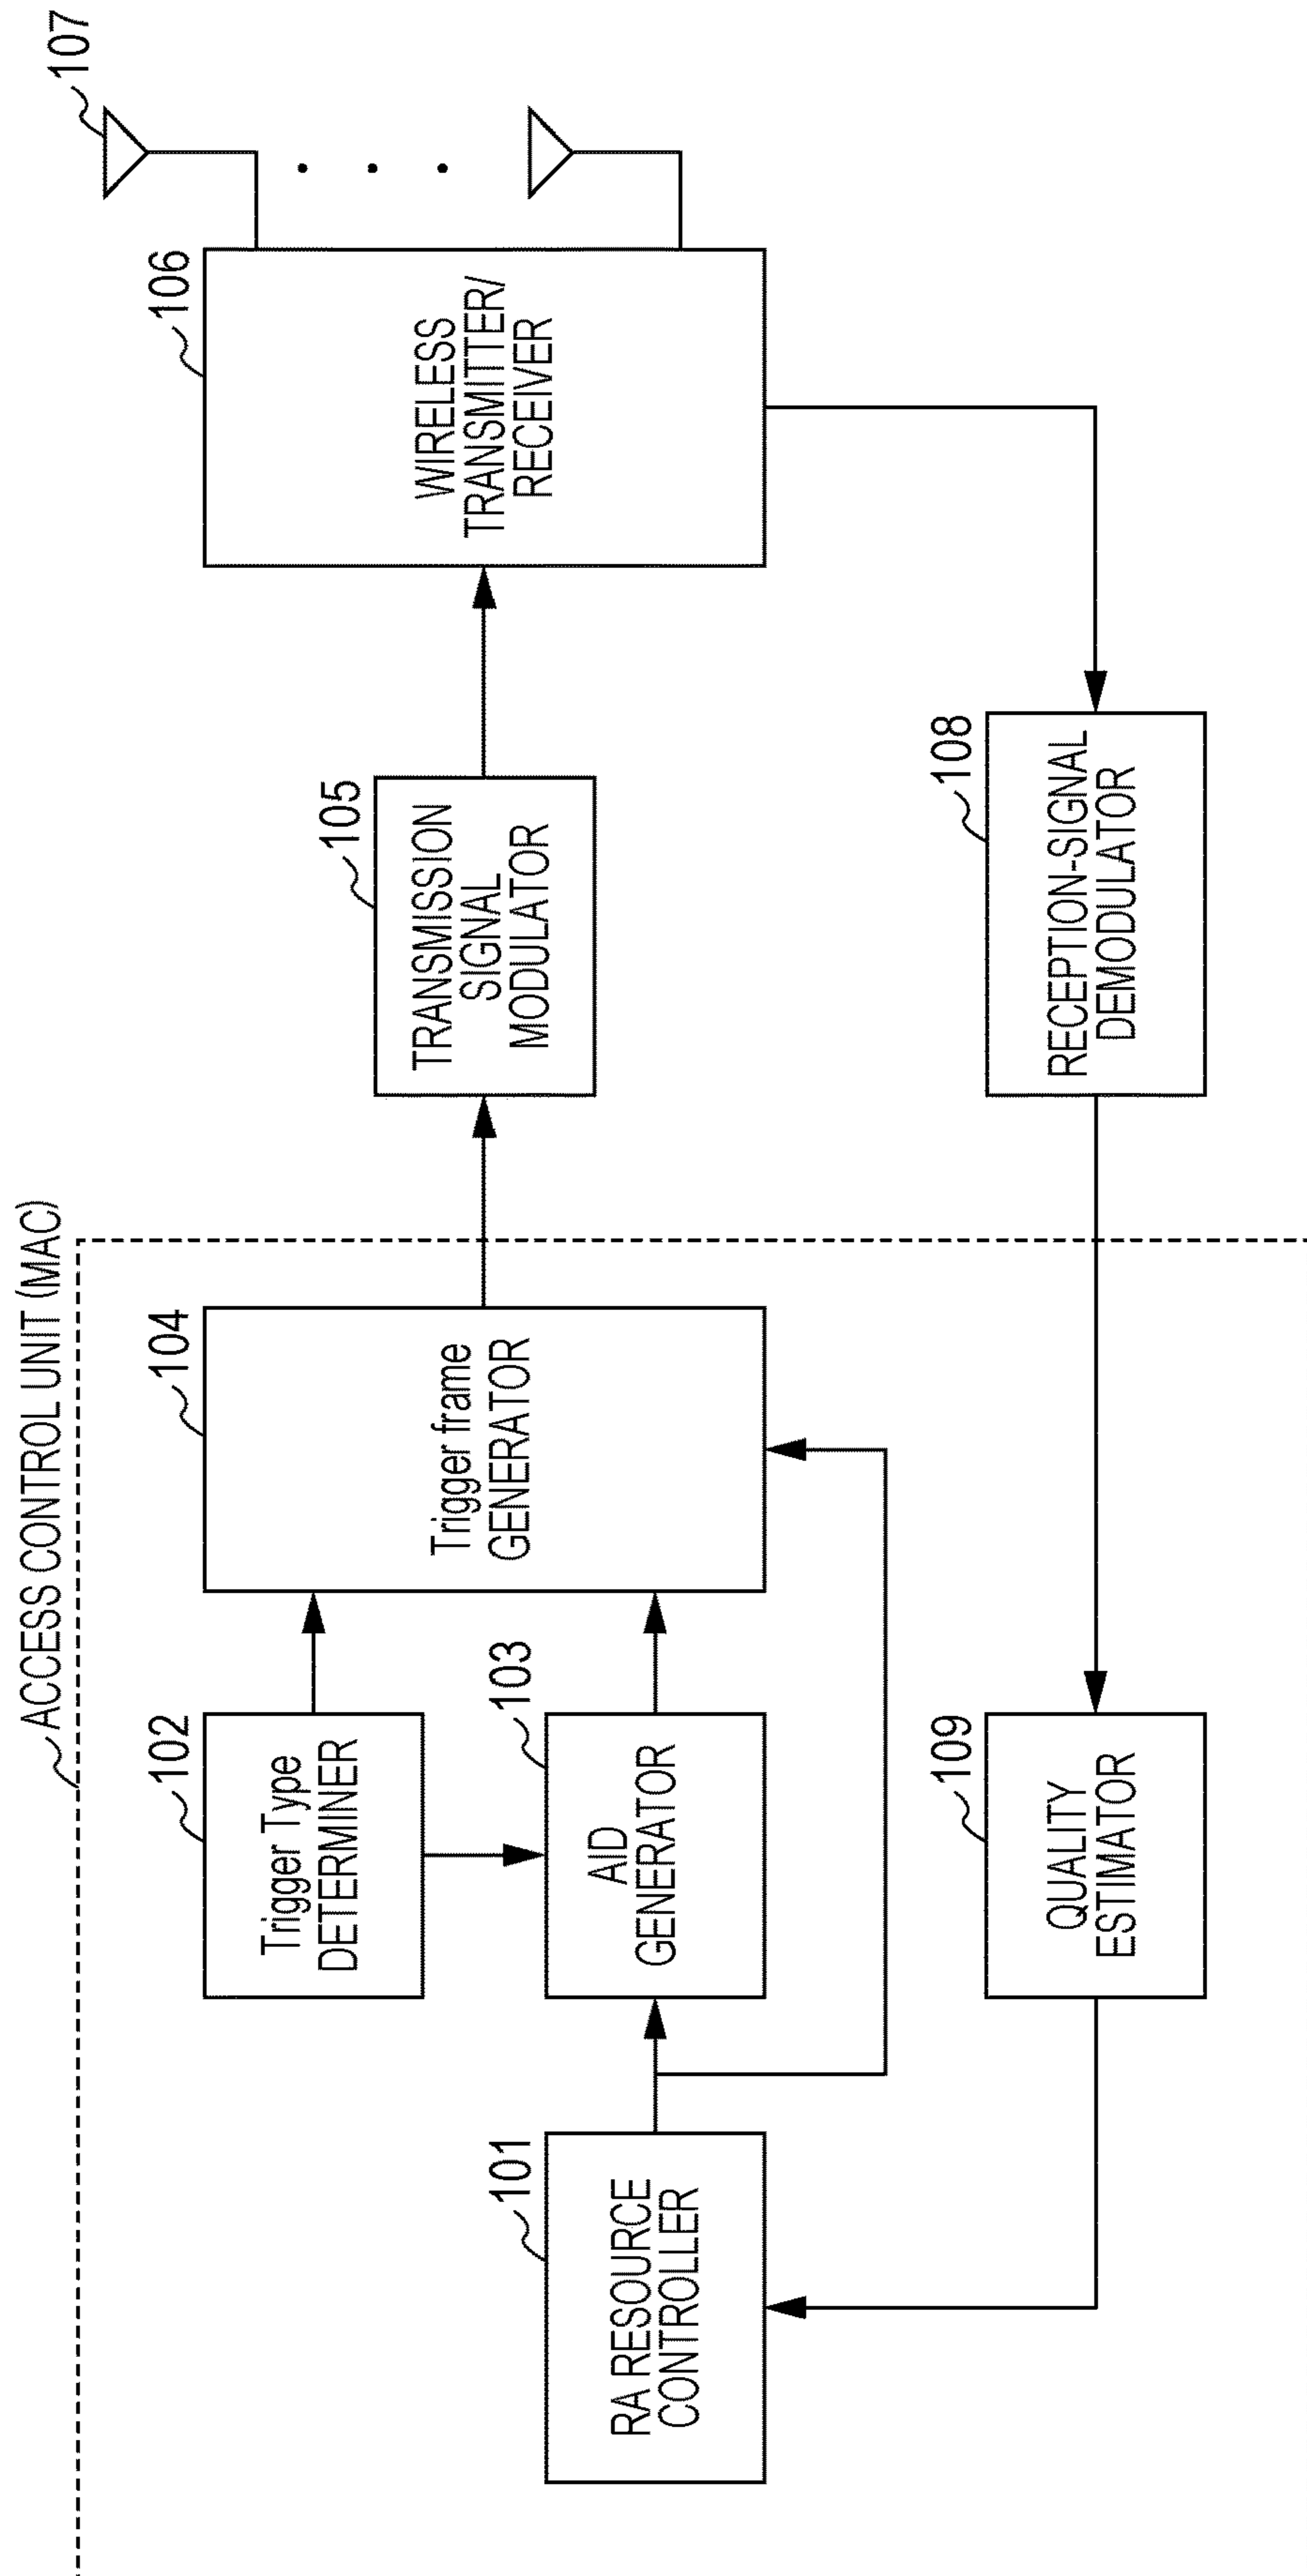 ACCESS CONTROL UNIT (MAC)
102
Trigger Type
DETERMINER
104
Trigger frame
GENERATOR
105
TRANSMISSION
SIGNAL
MODULATOR
106
WIRELESS
TRANSMITTER/
RECEIVER
107
101
RA RESOURCE
CONTROLLER
103
AID
GENERATOR
109
QUALITY
ESTIMATOR
108
RECEPTION-SIGNAL
DEMODULATOR